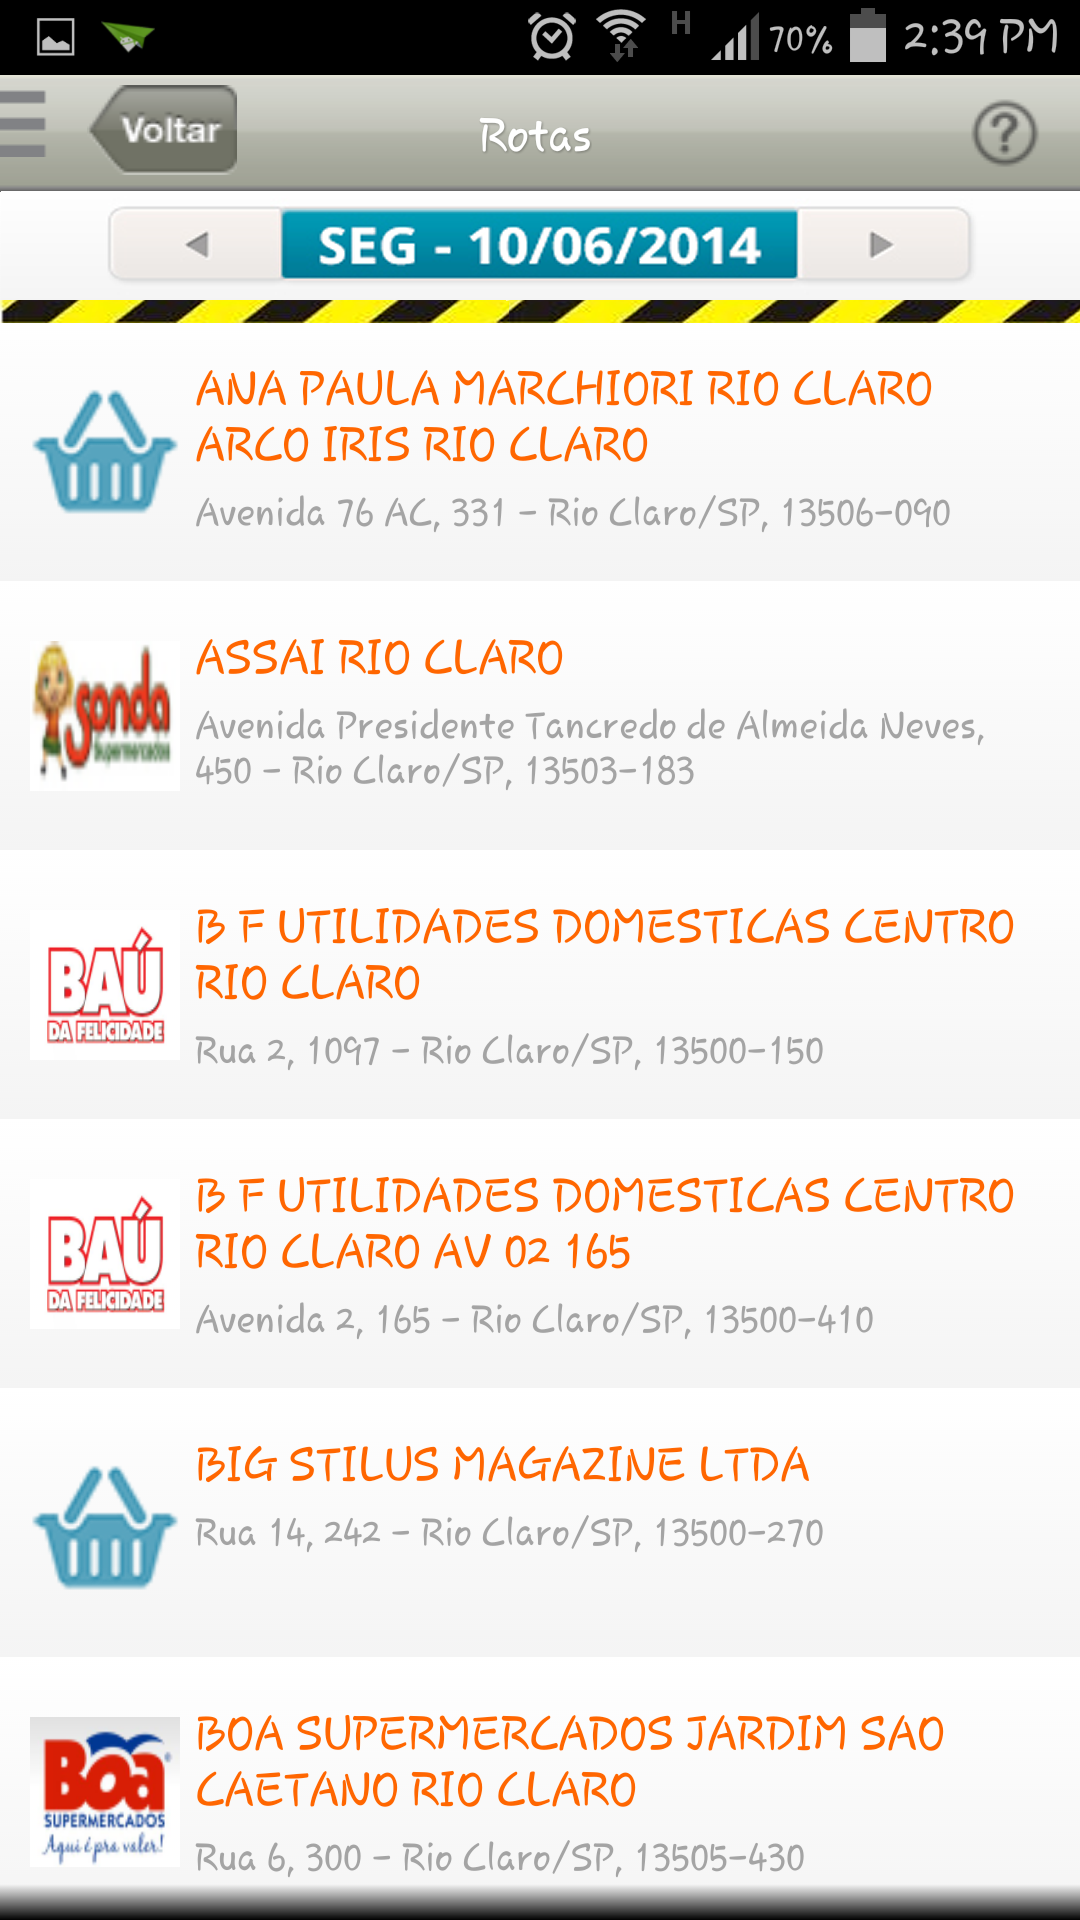 H 70% 2:39 PM
Voltar
Rotas
?
SEG - 10/06/2014
ANA PAULA MARCHIORI RIO CLARO
ARCO IRIS RIO CLARO
Avenida 76 AC, 331 - Rio Claro/SP, 13506-090
Sonda
Supermercados
ASSAI RIO CLARO
Avenida Presidente Tancredo de Almeida Neves,
450 - Rio Claro/SP, 13503-183
BAÚ
DA FELICIDADE
B F UTILIDADES DOMESTICAS CENTRO
RIO CLARO
Rua 2, 1097 - Rio Claro/SP, 13500-150
BAÚ
DA FELICIDADE
B F UTILIDADES DOMESTICAS CENTRO
RIO CLARO AV 02 165
Avenida 2, 165 - Rio Claro/SP, 13500-410
BIG STILUS MAGAZINE LTDA
Rua 14, 242 - Rio Claro/SP, 13500-270
Boa
SUPERMERCADOS
Aqui é pra valer!
BOA SUPERMERCADOS JARDIM SAO
CAETANO RIO CLARO
Rua 6, 300 - Rio Claro/SP, 13505-430